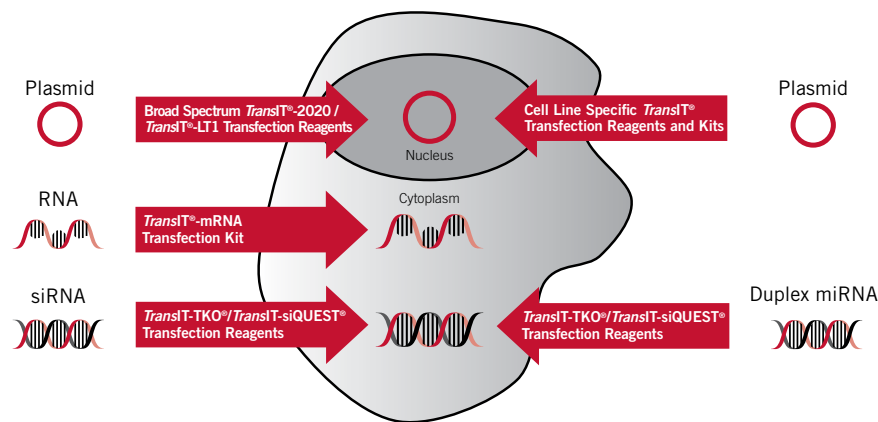 Plasmid
Broad Spectrum TransIT®-2020 /
TransIT®-LT1 Transfection Reagents
Nucleus
Cell Line Specific TransIT®
Transfection Reagents and Kits
Plasmid
RNA
TransIT®-mRNA
Transfection Kit
Cytoplasm
siRNA
TransIT-TKO®/TransIT-siQUEST®
Transfection Reagents
TransIT-TKO®/TransIT-siQUEST®
Transfection Reagents
Duplex miRNA